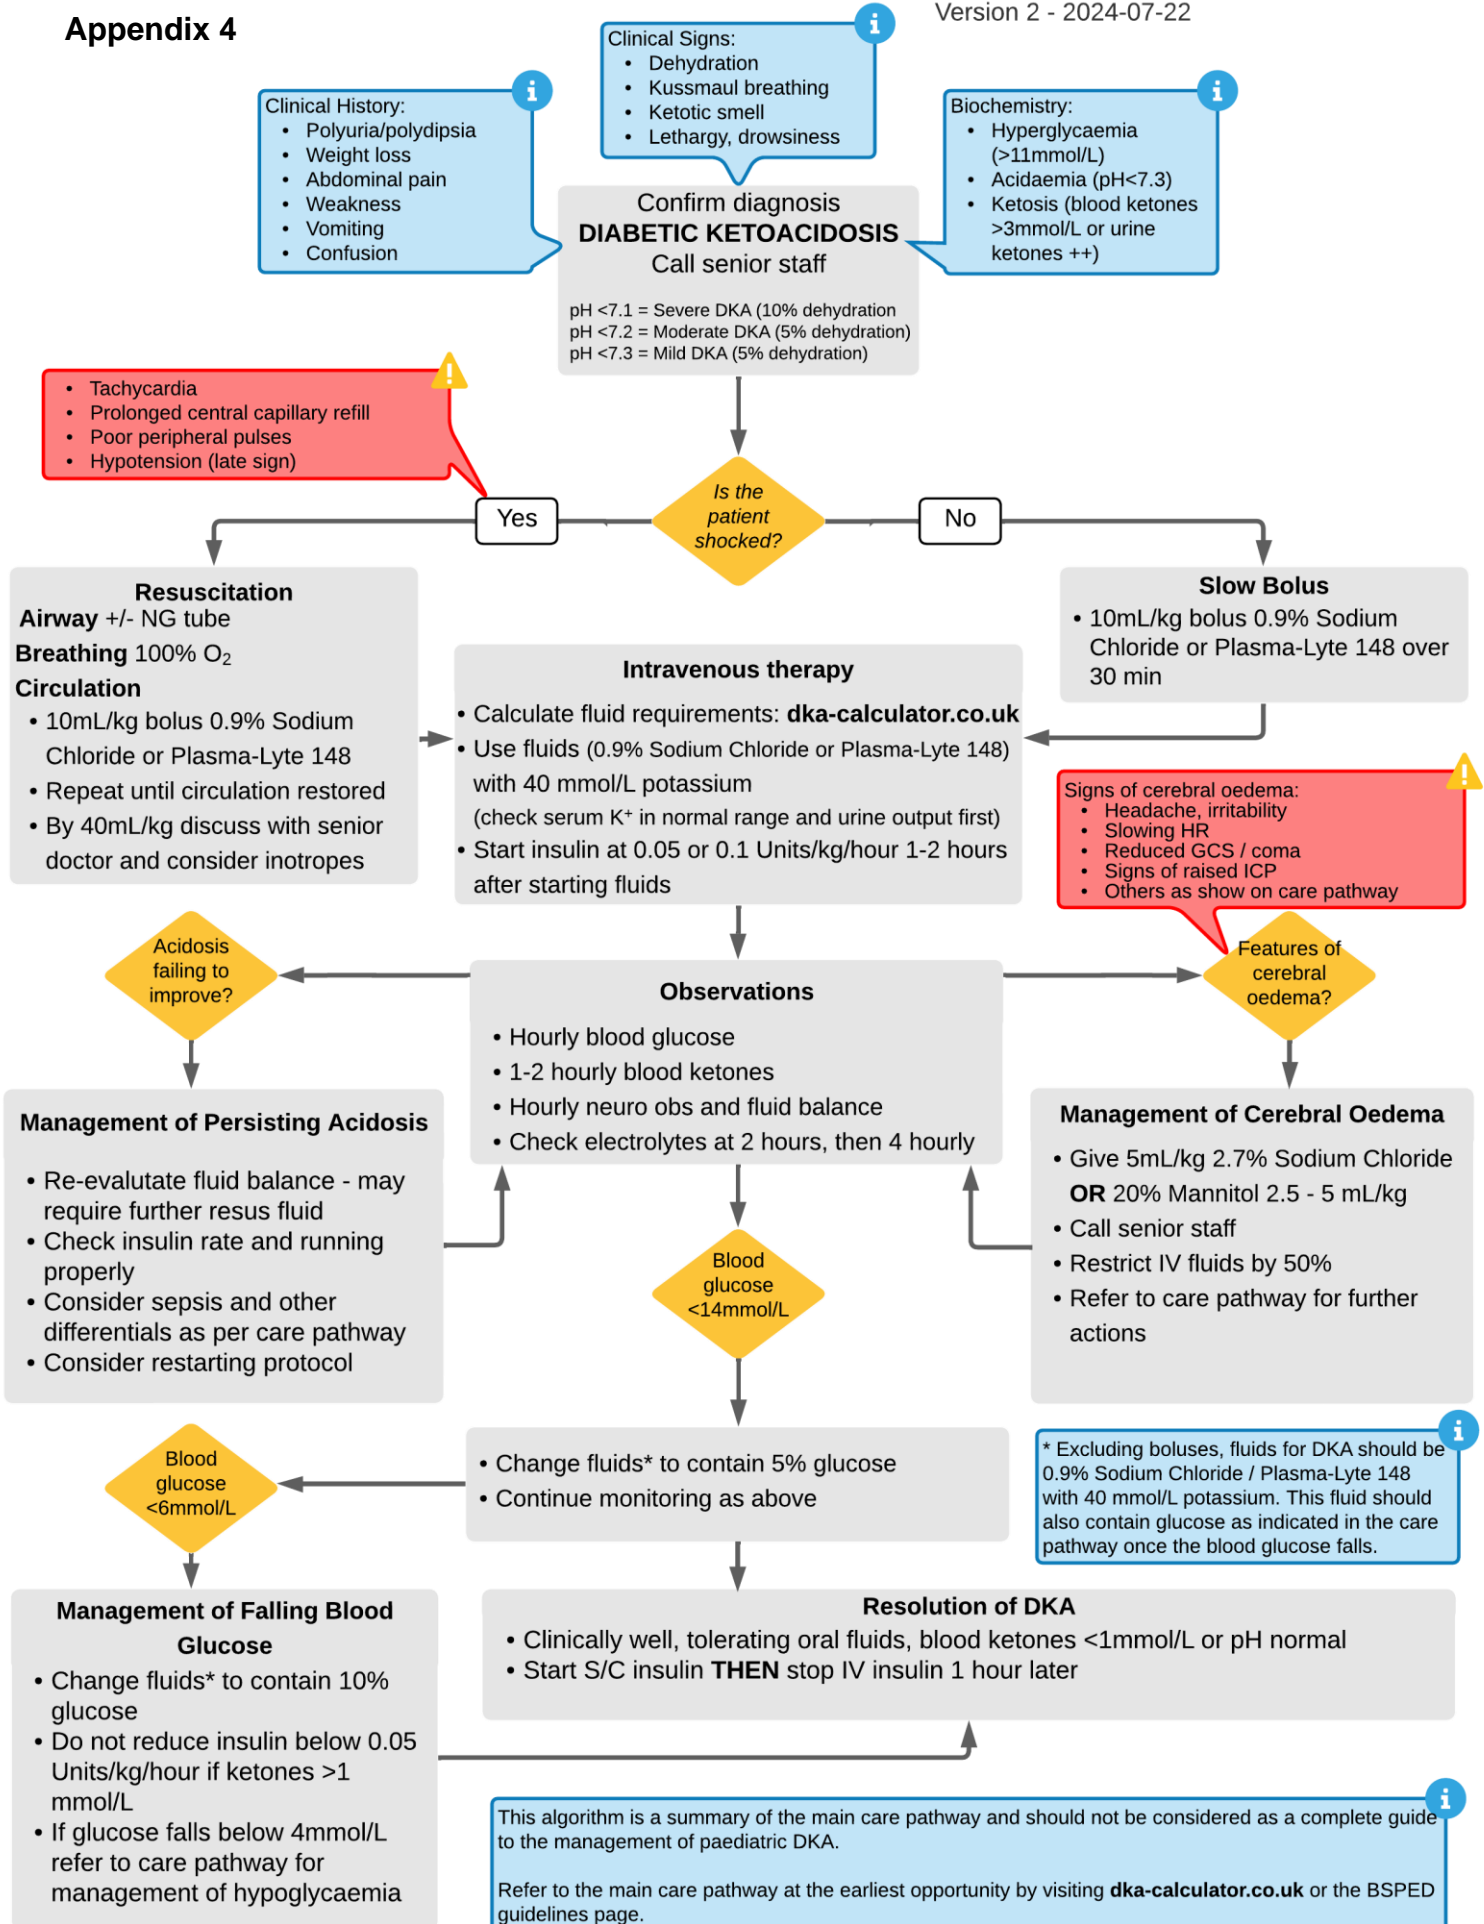 Appendix 4
Version 2 - 2024-07-22
Clinical Signs:
• Dehydration
• Kussmaul breathing
• Ketotic smell
• Lethargy, drowsiness
Clinical History:
• Polyuria/polydipsia
• Weight loss
• Abdominal pain
• Weakness
• Vomiting
• Confusion
Biochemistry:
• Hyperglycaemia
(>11mmol/L)
• Acidaemia (pH<7.3)
• Ketosis (blood ketones
>3mmol/L or urine
ketones ++)
Confirm diagnosis
DIABETIC KETOACIDOSIS
Call senior staff
pH <7.1 = Severe DKA (10% dehydration
pH <7.2 = Moderate DKA (5% dehydration)
pH <7.3 = Mild DKA (5% dehydration)
• Tachycardia
• Prolonged central capillary refill
• Poor peripheral pulses
• Hypotension (late sign)
Is the
patient
shocked?
Yes
No
Resuscitation
Airway +/- NG tube
Breathing 100% O₂
Circulation
• 10mL/kg bolus 0.9% Sodium
Chloride or Plasma-Lyte 148
• Repeat until circulation restored
• By 40mL/kg discuss with senior
doctor and consider inotropes
Slow Bolus
• 10mL/kg bolus 0.9% Sodium
Chloride or Plasma-Lyte 148 over
30 min
Intravenous therapy
• Calculate fluid requirements: dka-calculator.co.uk
• Use fluids (0.9% Sodium Chloride or Plasma-Lyte 148)
with 40 mmol/L potassium
(check serum K⁺ in normal range and urine output first)
• Start insulin at 0.05 or 0.1 Units/kg/hour 1-2 hours
after starting fluids
Signs of cerebral oedema:
• Headache, irritability
• Slowing HR
• Reduced GCS / coma
• Signs of raised ICP
• Others as show on care pathway
Acidosis
failing to
improve?
Features of
cerebral
oedema?
Observations
• Hourly blood glucose
• 1-2 hourly blood ketones
• Hourly neuro obs and fluid balance
• Check electrolytes at 2 hours, then 4 hourly
Management of Persisting Acidosis
• Re-evalutate fluid balance - may
require further resus fluid
• Check insulin rate and running
properly
• Consider sepsis and other
differentials as per care pathway
• Consider restarting protocol
Management of Cerebral Oedema
• Give 5mL/kg 2.7% Sodium Chloride
OR 20% Mannitol 2.5 - 5 mL/kg
• Call senior staff
• Restrict IV fluids by 50%
• Refer to care pathway for further
actions
Blood
glucose
<14mmol/L
• Change fluids* to contain 5% glucose
• Continue monitoring as above
Blood
glucose
<6mmol/L
* Excluding boluses, fluids for DKA should be
0.9% Sodium Chloride / Plasma-Lyte 148
with 40 mmol/L potassium. This fluid should
also contain glucose as indicated in the care
pathway once the blood glucose falls.
Management of Falling Blood
Glucose
• Change fluids* to contain 10%
glucose
• Do not reduce insulin below 0.05
Units/kg/hour if ketones >1
mmol/L
• If glucose falls below 4mmol/L
refer to care pathway for
management of hypoglycaemia
Resolution of DKA
• Clinically well, tolerating oral fluids, blood ketones <1mmol/L or pH normal
• Start S/C insulin THEN stop IV insulin 1 hour later
This algorithm is a summary of the main care pathway and should not be considered as a complete guide
to the management of paediatric DKA.
Refer to the main care pathway at the earliest opportunity by visiting dka-calculator.co.uk or the BSPED
guidelines page.